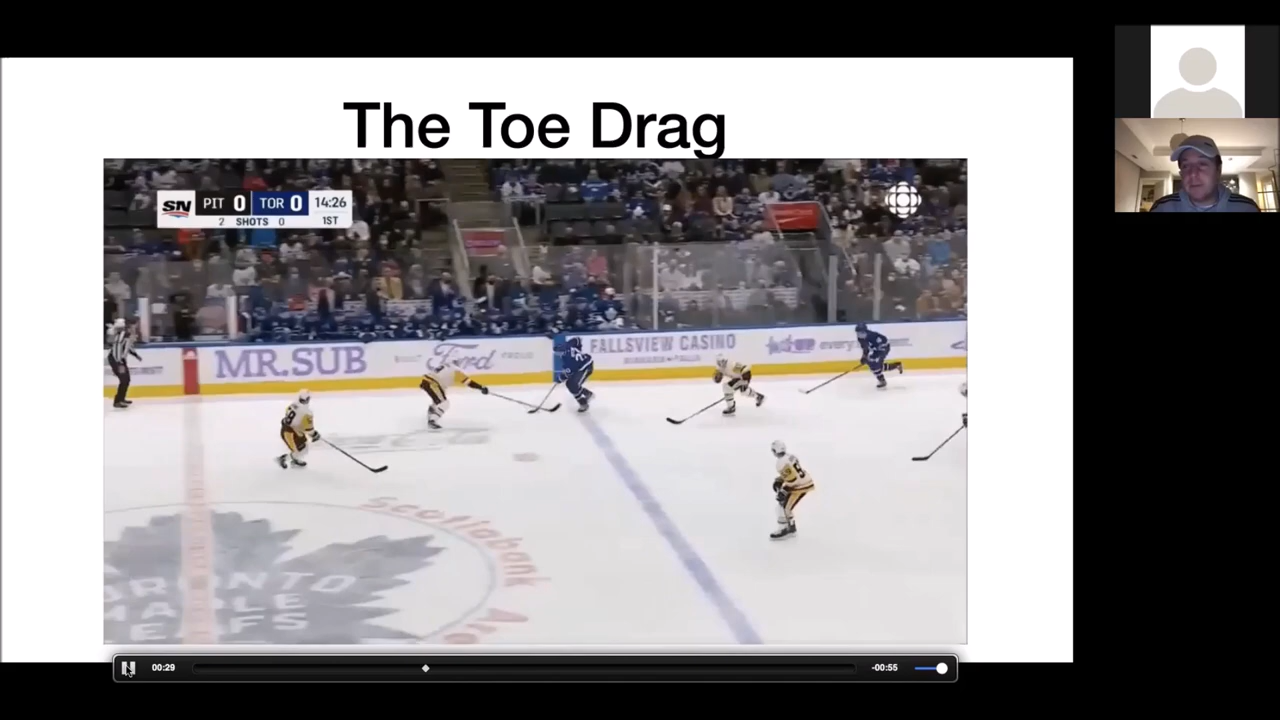 The Toe Drag
SN PIT 0 TOR 0 14:26
2 SHOTS 0 1ST
MR.SUB
Ford
FALLSVIEW CASINO
Scotiabank
TORONTO
MAPLE
LEAFS
00:29
-00:55